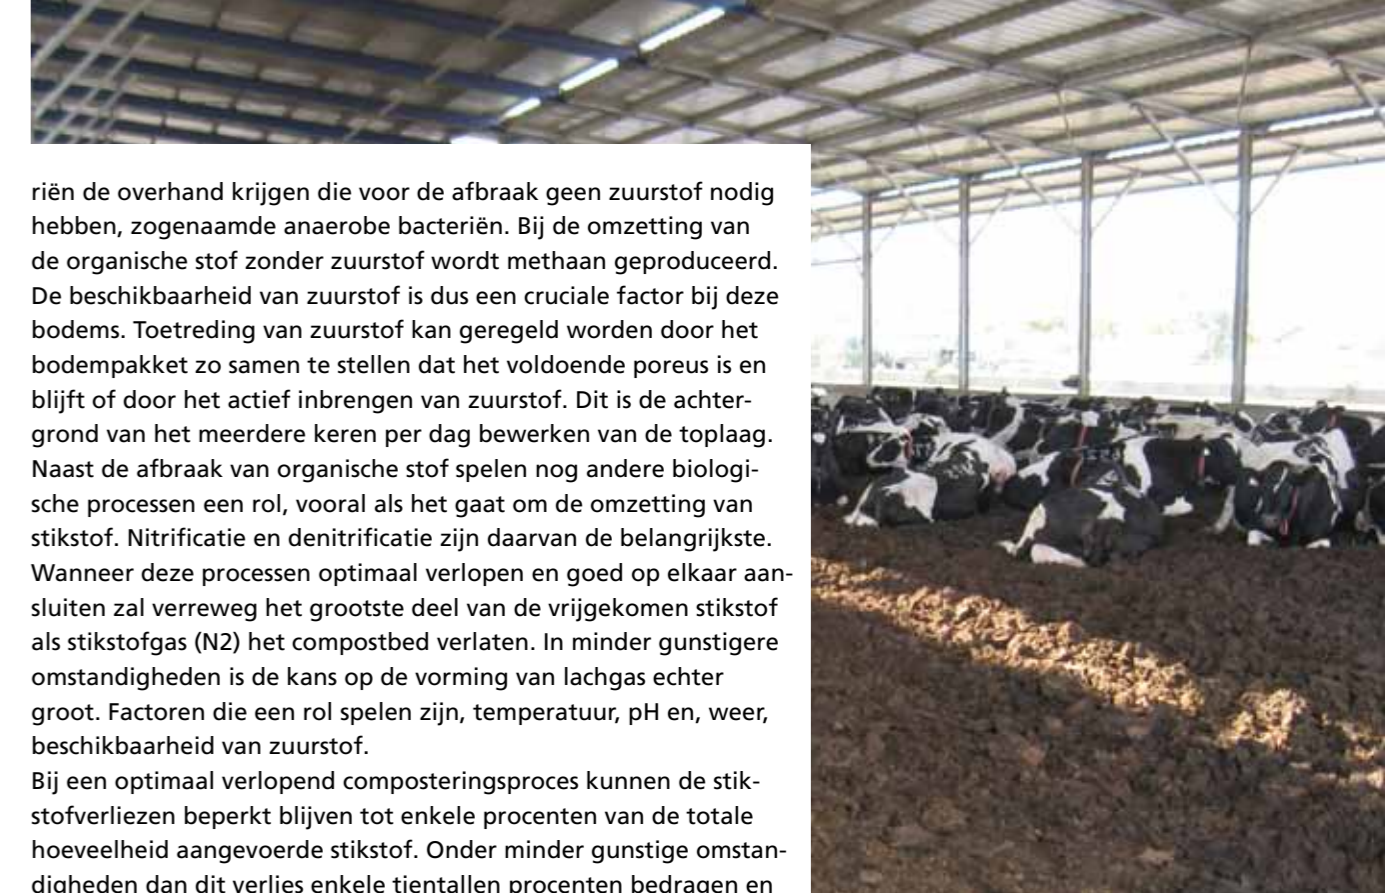 riën de overhand krijgen die voor de afbraak geen zuurstof nodig
hebben, zogenaamde anaerobe bacteriën. Bij de omzetting van
de organische stof zonder zuurstof wordt methaan geproduceerd.
De beschikbaarheid van zuurstof is dus een cruciale factor bij deze
bodems. Toetreding van zuurstof kan geregeld worden door het
bodempakket zo samen te stellen dat het voldoende poreus is en
blijft of door het actief inbrengen van zuurstof. Dit is de achter-
grond van het meerdere keren per dag bewerken van de toplaag.
Naast de afbraak van organische stof spelen nog andere biologi-
sche processen een rol, vooral als het gaat om de omzetting van
stikstof. Nitrificatie en denitrificatie zijn daarvan de belangrijkste.
Wanneer deze processen optimaal verlopen en goed op elkaar aan-
sluiten zal verreweg het grootste deel van de vrijgekomen stikstof
als stikstofgas (N2) het compostbed verlaten. In minder gunstigere
omstandigheden is de kans op de vorming van lachgas echter
groot. Factoren die een rol spelen zijn, temperatuur, pH en, weer,
beschikbaarheid van zuurstof.
Bij een optimaal verlopend composteringsproces kunnen de stik-
stofverliezen beperkt blijven tot enkele procenten van de totale
hoeveelheid aangevoerde stikstof. Onder minder gunstige omstan-
digheden dan dit verlies enkele tientallen procenten bedragen en